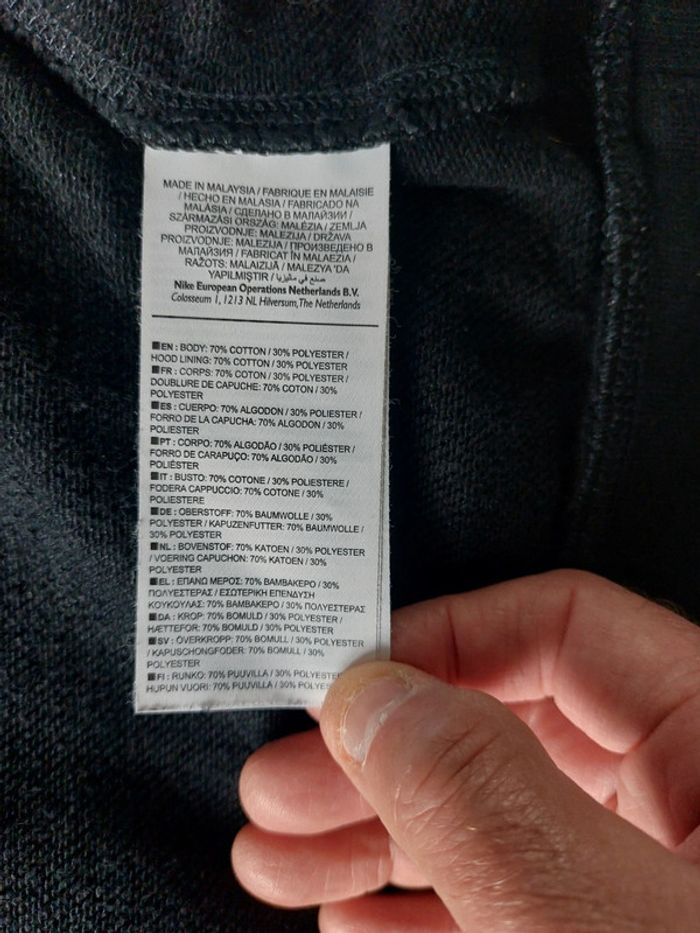 MADE IN MALAYSIA / FABRIQUE EN MALAISIE
/ HECHO EN MALASIA / FABRICADO NA
MALÁSIA / СДЕЛАНО В МАЛАЙЗИИ /
SZÁRMAZÁSI ORSZÁG: MALÉZIA / ZEMLJA
PROIZVODNJE: MALEZIJA / DRŽAVA
PROIZVODNJE: MALEZIJA / ПРОИЗВЕДЕНО В
МАЛАЙЗИЯ / FABRICAT ÎN MALAEZIA /
RAŽOTS: MALAIZIJĀ / MALEZYA 'DA
YAPILMIŞTIR / صنع في ماليزيا
Nike European Operations Netherlands B.V.
Colosseum 1, 1213 NL Hilversum, The Netherlands
EN : BODY: 70% COTTON / 30% POLYESTER /
HOOD LINING: 70% COTTON / 30% POLYESTER
FR : CORPS: 70% COTON / 30% POLYESTER /
DOUBLURE DE CAPUCHE: 70% COTON / 30%
POLYESTER
ES : CUERPO: 70% ALGODON / 30% POLIESTER /
FORRO DE LA CAPUCHA: 70% ALGODON / 30%
POLIESTER
PT : CORPO: 70% ALGODÃO / 30% POLIÉSTER /
FORRO DE CARAPUÇO: 70% ALGODÃO / 30%
POLIÉSTER
IT : BUSTO: 70% COTONE / 30% POLIESTERE /
FODERA CAPPUCCIO: 70% COTONE / 30%
POLIESTERE
DE : OBERSTOFF: 70% BAUMWOLLE / 30%
POLYESTER / KAPUZENFUTTER: 70% BAUMWOLLE /
30% POLYESTER
NL : BOVENSTOF: 70% KATOEN / 30% POLYESTER
/ VOERING CAPUCHON: 70% KATOEN / 30%
POLYESTER
EL : ΕΠΑΝΩ ΜΕΡΟΣ: 70% ΒΑΜΒΑΚΕΡΟ / 30%
ΠΟΛΥΕΣΤΕΡΑΣ / ΕΣΩΤΕΡΙΚΗ ΕΠΕΝΔΥΣΗ
ΚΟΥΚΟΥΛΑΣ: 70% ΒΑΜΒΑΚΕΡΟ / 30% ΠΟΛΥΕΣΤΕΡΑΣ
DA : KROP: 70% BOMULD / 30% POLYESTER /
HÆTTEFOR: 70% BOMULD / 30% POLYESTER
SV : ÖVERKROPP: 70% BOMULL / 30% POLYESTER
/ KAPUSCHONGFODER: 70% BOMULL / 30%
POLYESTER
FI : RUNKO: 70% PUUVILLA / 30% POLYESTE
HUPUN VUORI: 70% PUUVILLA / 30% POLYES